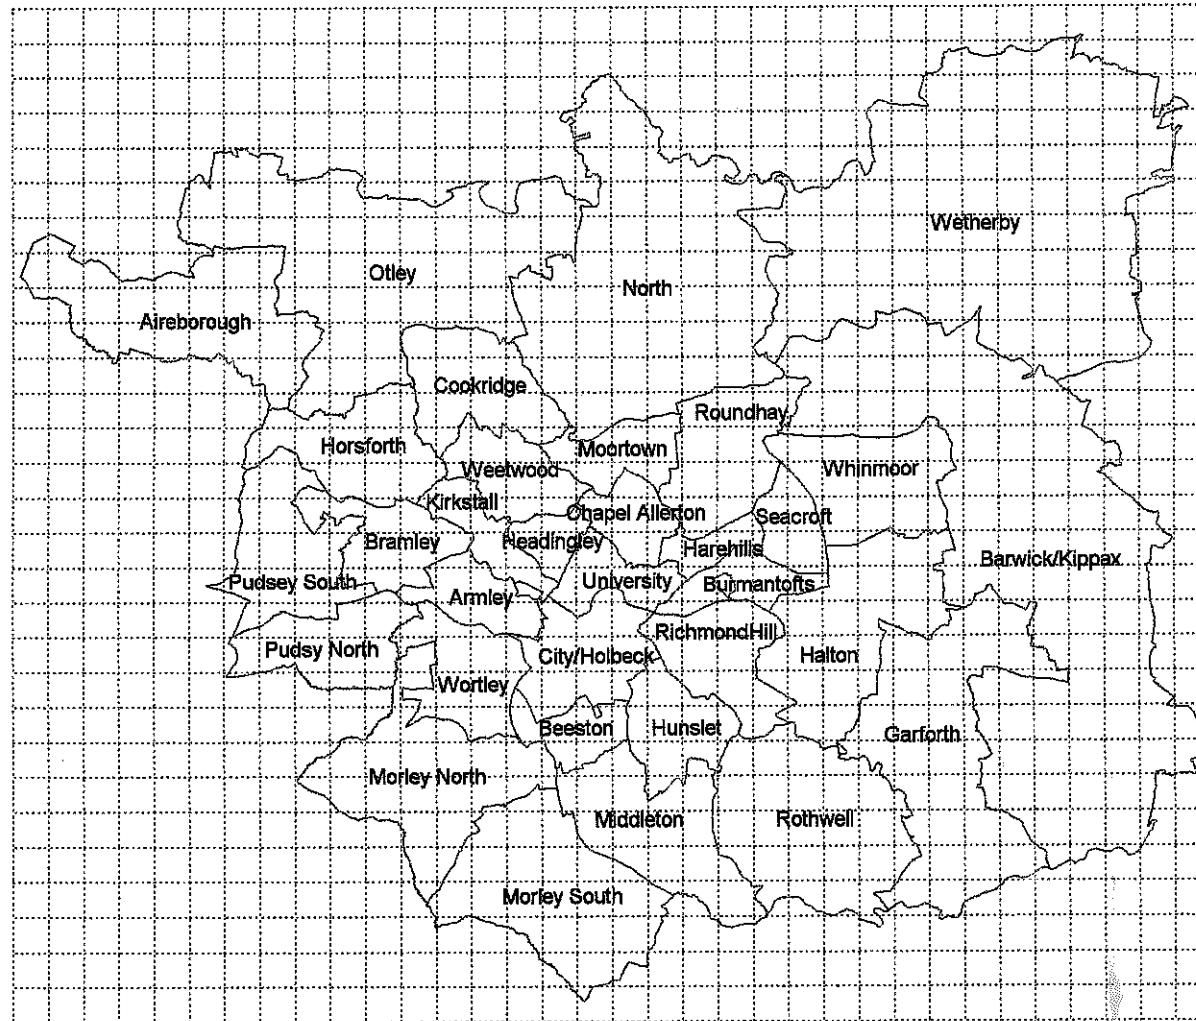 Wetherby
Otley
North
Aireborough
Cookridge
Roundhay
Horsforth
Moortown
Weetwood
Whinmoor
Kirkstall
Chapel Allerton
Seacroft
Bramley
Headingley
Harehills
Barwick/Kippax
Pudsey South
University
Burmantofts
Armley
RichmondHill
Pudsy North
City/Holbeck
Halton
Wortley
Beeston
Hunslet
Garforth
Morley North
Middleton
Rothwell
Morley South